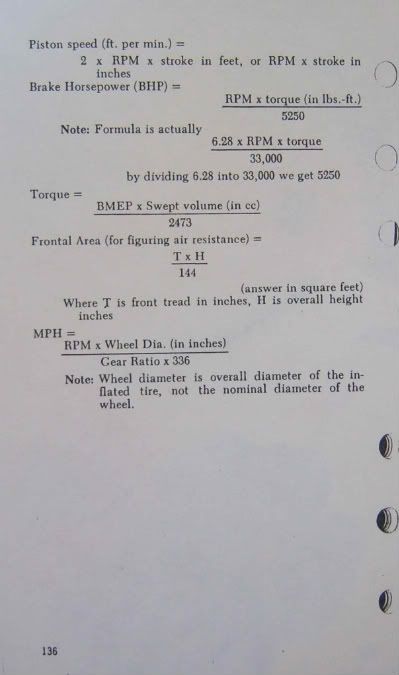 Piston speed (ft. per min.) =
2 x RPM x stroke in feet, or RPM x stroke in
inches
Brake Horsepower (BHP) =
RPM x torque (in lbs.-ft.)
5250
Note: Formula is actually
6.28 x RPM x torque
33,000
by dividing 6.28 into 33,000 we get 5250
Torque =
BMEP x Swept volume (in cc)
2473
Frontal Area (for figuring air resistance) =
T x H
144
(answer in square feet)
Where T is front tread in inches, H is overall height
inches
MPH =
RPM x Wheel Dia. (in inches)
Gear Ratio x 336
Note: Wheel diameter is overall diameter of the in-
flated tire, not the nominal diameter of the
wheel.
136